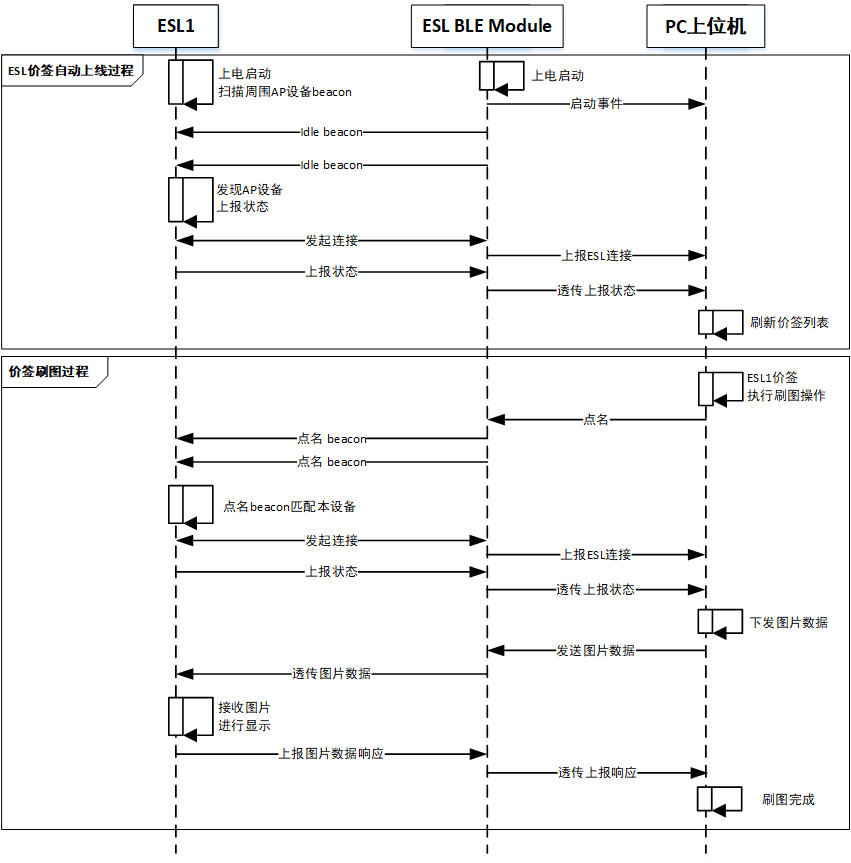 ESL1
ESL BLE Module
PC上位机
ESL价签自动上线过程
上电启动
扫描周围AP设备beacon
上电启动
启动事件
Idle beacon
Idle beacon
发现AP设备
上报状态
发起连接
上报ESL连接
上报状态
透传上报状态
刷新价签列表
价签刷图过程
ESL1价签
执行刷图操作
点名
点名 beacon
点名 beacon
点名beacon匹配本设备
发起连接
上报ESL连接
上报状态
透传上报状态
下发图片数据
发送图片数据
透传图片数据
接收图片
进行显示
上报图片数据响应
透传上报响应
刷图完成